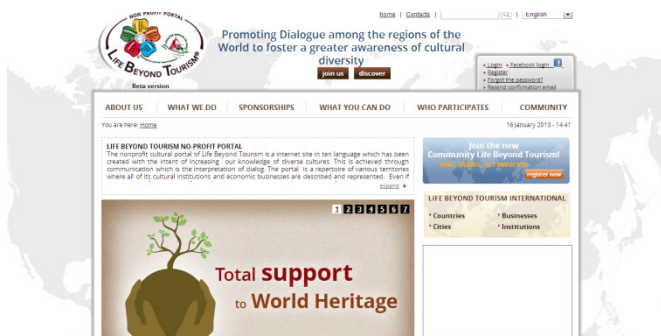 NON PROFIT PORTAL
LIFE BEYOND TOURISM®
Beta version
home | Contacts | | English
Promoting Dialogue among the regions of the
World to foster a greater awareness of cultural
diversity
join us discover
Login Facebook login
Register
Forgot the password?
Resend confirmation email
ABOUT US WHAT WE DO SPONSORSHIPS WHAT YOU CAN DO WHO PARTICIPATES COMMUNITY
You are here: Home
16 January 2013 - 14:41
LIFE BEYOND TOURISM NO-PROFIT PORTAL
The nonprofit cultural portal of Life Beyond Tourism is a internet site in ten language which has been
created with the intent of increasing our knowledge of diverse cultures. This is achieved through
communication which is the interpretation of dialog. The portal is a repertoire of various territories
where all of its cultural institutions and economic businesses are described and represented. Even if
expand
Join the new
Community Life Beyond Tourism!
register now
LIFE BEYOND TOURISM INTERNATIONAL
Countries Businesses
Cities Institutions
1 2 3 4 5 6 7
Total support
to World Heritage